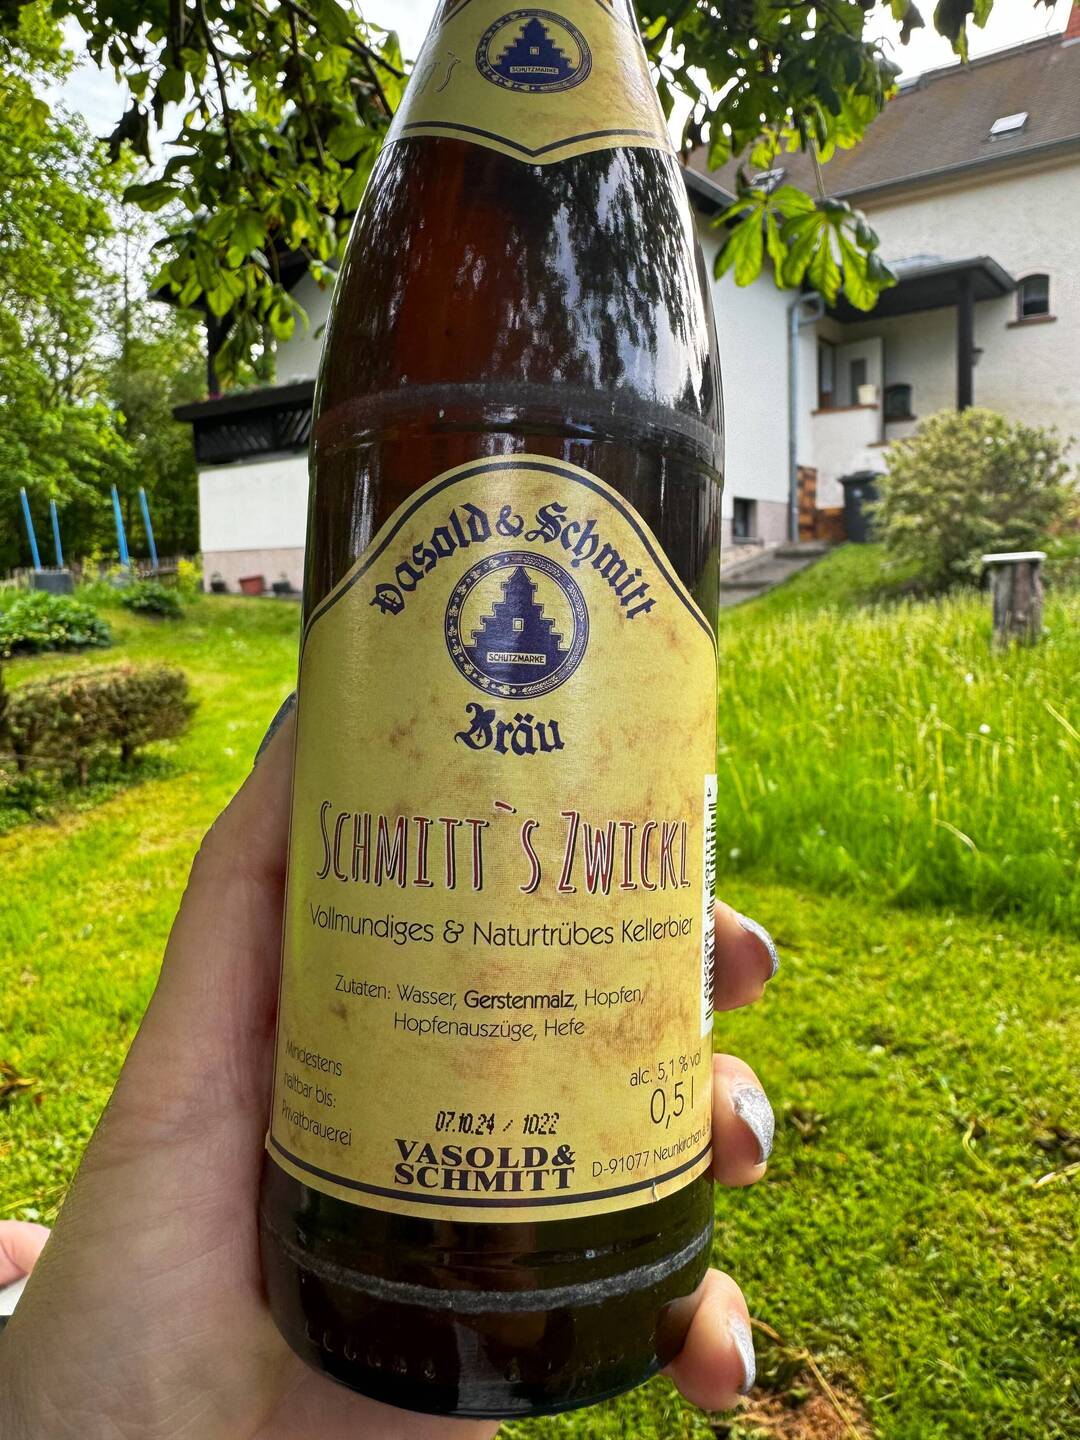 SCHUTZMARKE
Vasold & Schmitt
SCHUTZMARKE
Bräu
SCHMITT`S ZWICKL
Vollmundiges & Naturtrübes Kellerbier
Zutaten: Wasser, Gerstenmalz, Hopfen,
Hopfenauszüge, Hefe
Mindestens
haltbar bis:
Privatbrauerei
alc. 5,1 % vol
0,5 l
07.10.24 / 1022
VASOLD&
SCHMITT
D-91077 Neunkirchen a.